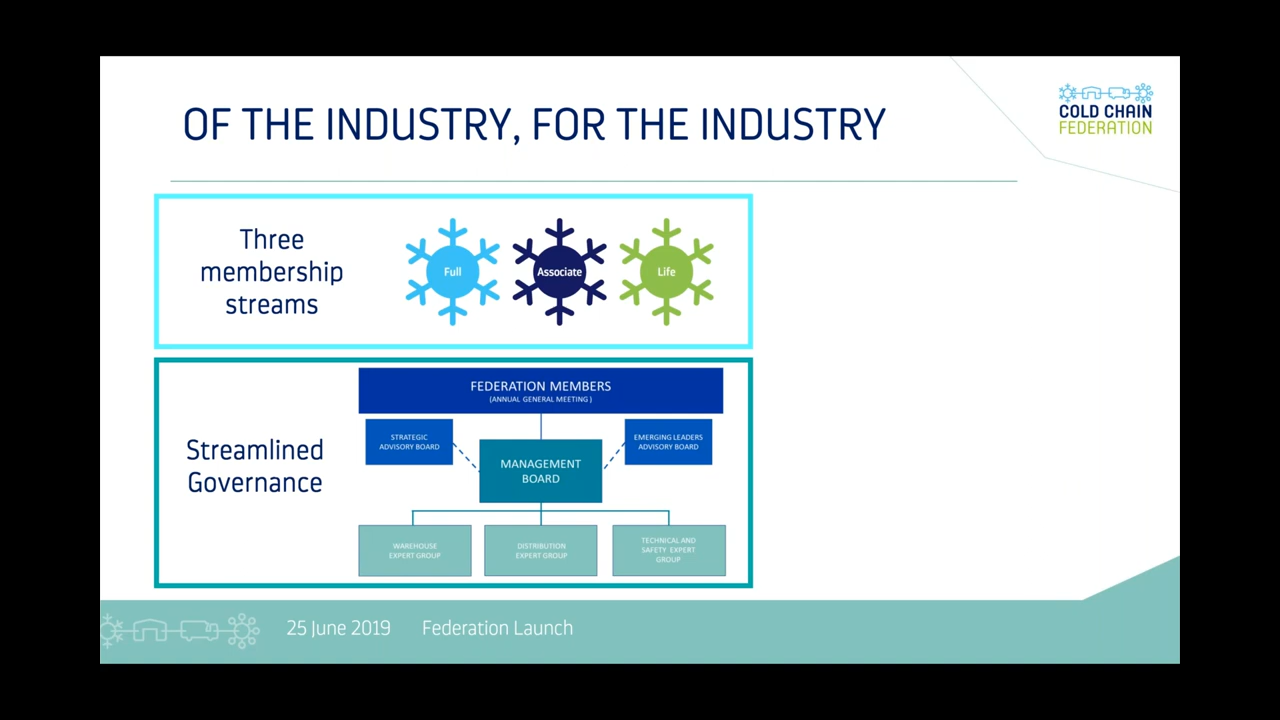 OF THE INDUSTRY, FOR THE INDUSTRY
COLD CHAIN
FEDERATION
Three
membership
streams
Full
Associate
Life
Streamlined
Governance
FEDERATION MEMBERS
(ANNUAL GENERAL MEETING )
STRATEGIC
ADVISORY BOARD
EMERGING LEADERS
ADVISORY BOARD
MANAGEMENT
BOARD
WAREHOUSE
EXPERT GROUP
DISTRIBUTION
EXPERT GROUP
TECHNICAL AND
SAFETY EXPERT
GROUP
25 June 2019 Federation Launch